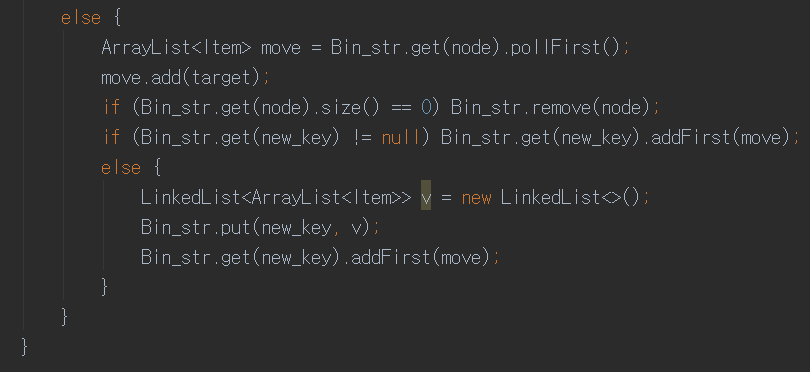 else {
ArrayList<Item> move = Bin_str.get(node).pollFirst();
move.add(target);
if (Bin_str.get(node).size() == 0) Bin_str.remove(node);
if (Bin_str.get(new_key) != null) Bin_str.get(new_key).addFirst(move);
else {
LinkedList<ArrayList<Item>> v = new LinkedList<>();
Bin_str.put(new_key, v);
Bin_str.get(new_key).addFirst(move);
}
}
}